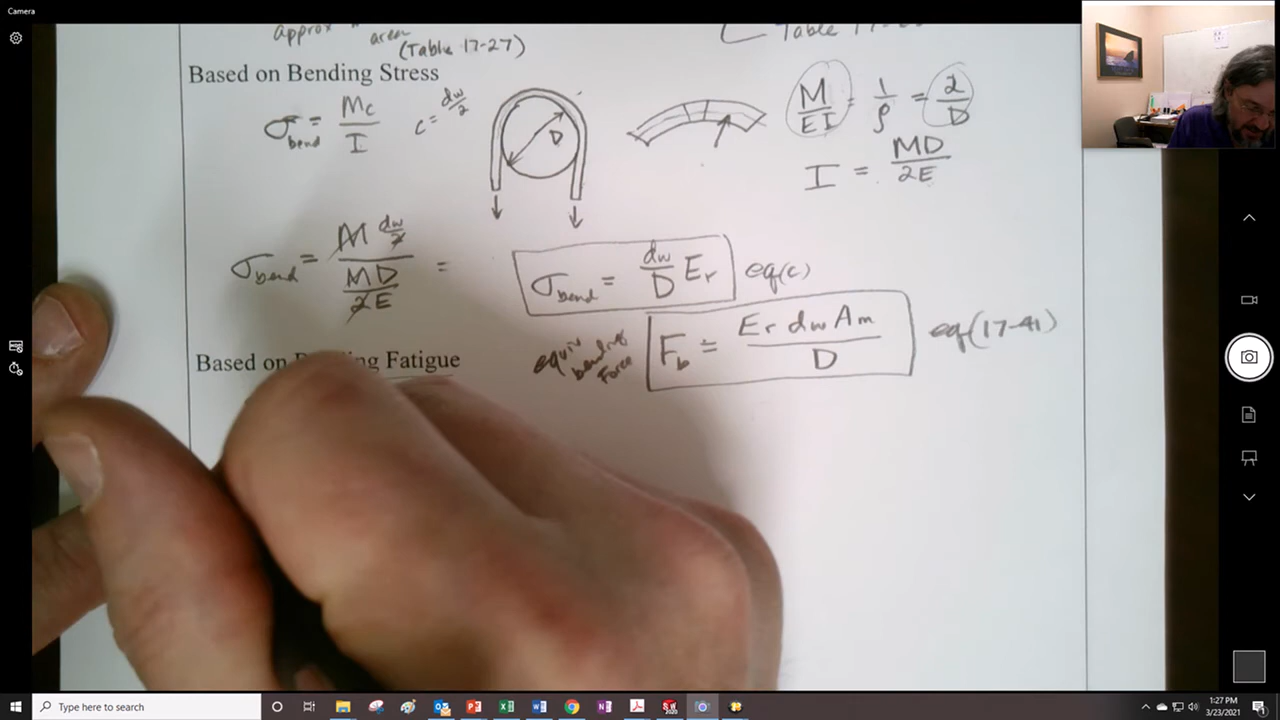 Camera
approx area
(Table 17-27)
Table 17-
Based on Bending Stress
σbend = Mc/I
c = dw/2
D
M/EI = 1/ρ = 2/D
I = MD/2E
σbend = M dw/2 / MD/2E =
σbend = dw/D Er eq(c)
equiv bending Force Fb = Er dw Am / D eq(17-41)
Based on Fatigue
Type here to search
1:27 PM
3/23/2021